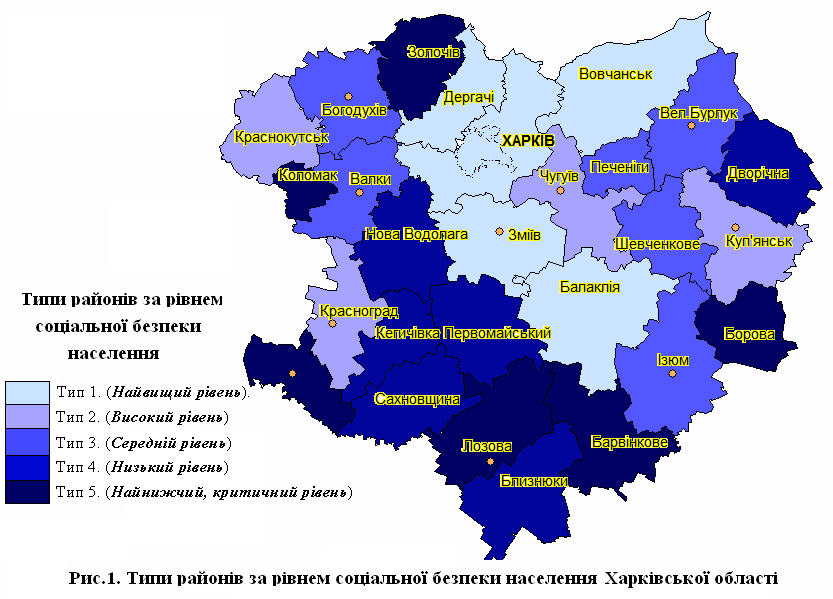 Золочів
Вовчанськ
Дергачі
Богодухів
Вел.Бурлук
Краснокутськ
ХАРКІВ
Печеніги
Коломак
Валки
Чугуїв
Дворічна
Нова Водолага
Зміїв
Шевченкове
Куп'янськ
Балаклія
Типи районів за рівнем
соціальної безпеки
населення
Красноград
Кегичівка
Первомайський
Борова
Ізюм
Тип 1. (Найвищий рівень).
Тип 2. (Високий рівень)
Тип 3. (Середній рівень)
Тип 4. (Низький рівень)
Тип 5. (Найнижчий, критичний рівень)
Сахновщина
Лозова
Барвінкове
Близнюки
Рис.1. Типи районів за рівнем соціальної безпеки населення Харківської області